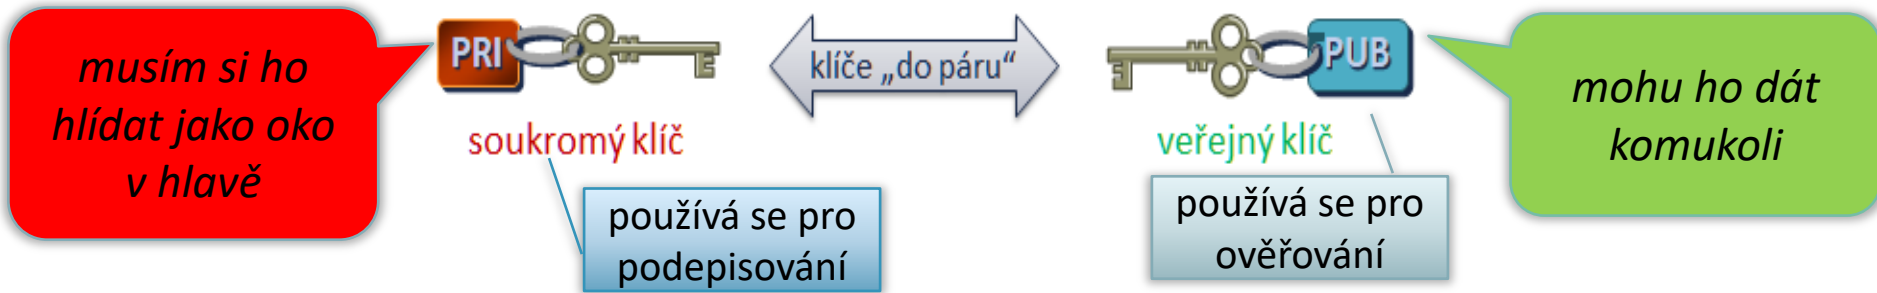 musím si ho
hlídat jako oko
v hlavě
PRI
soukromý klíč
používá se pro
podepisování
klíče „do páru“
PUB
veřejný klíč
používá se pro
ověřování
mohu ho dát
komukoli